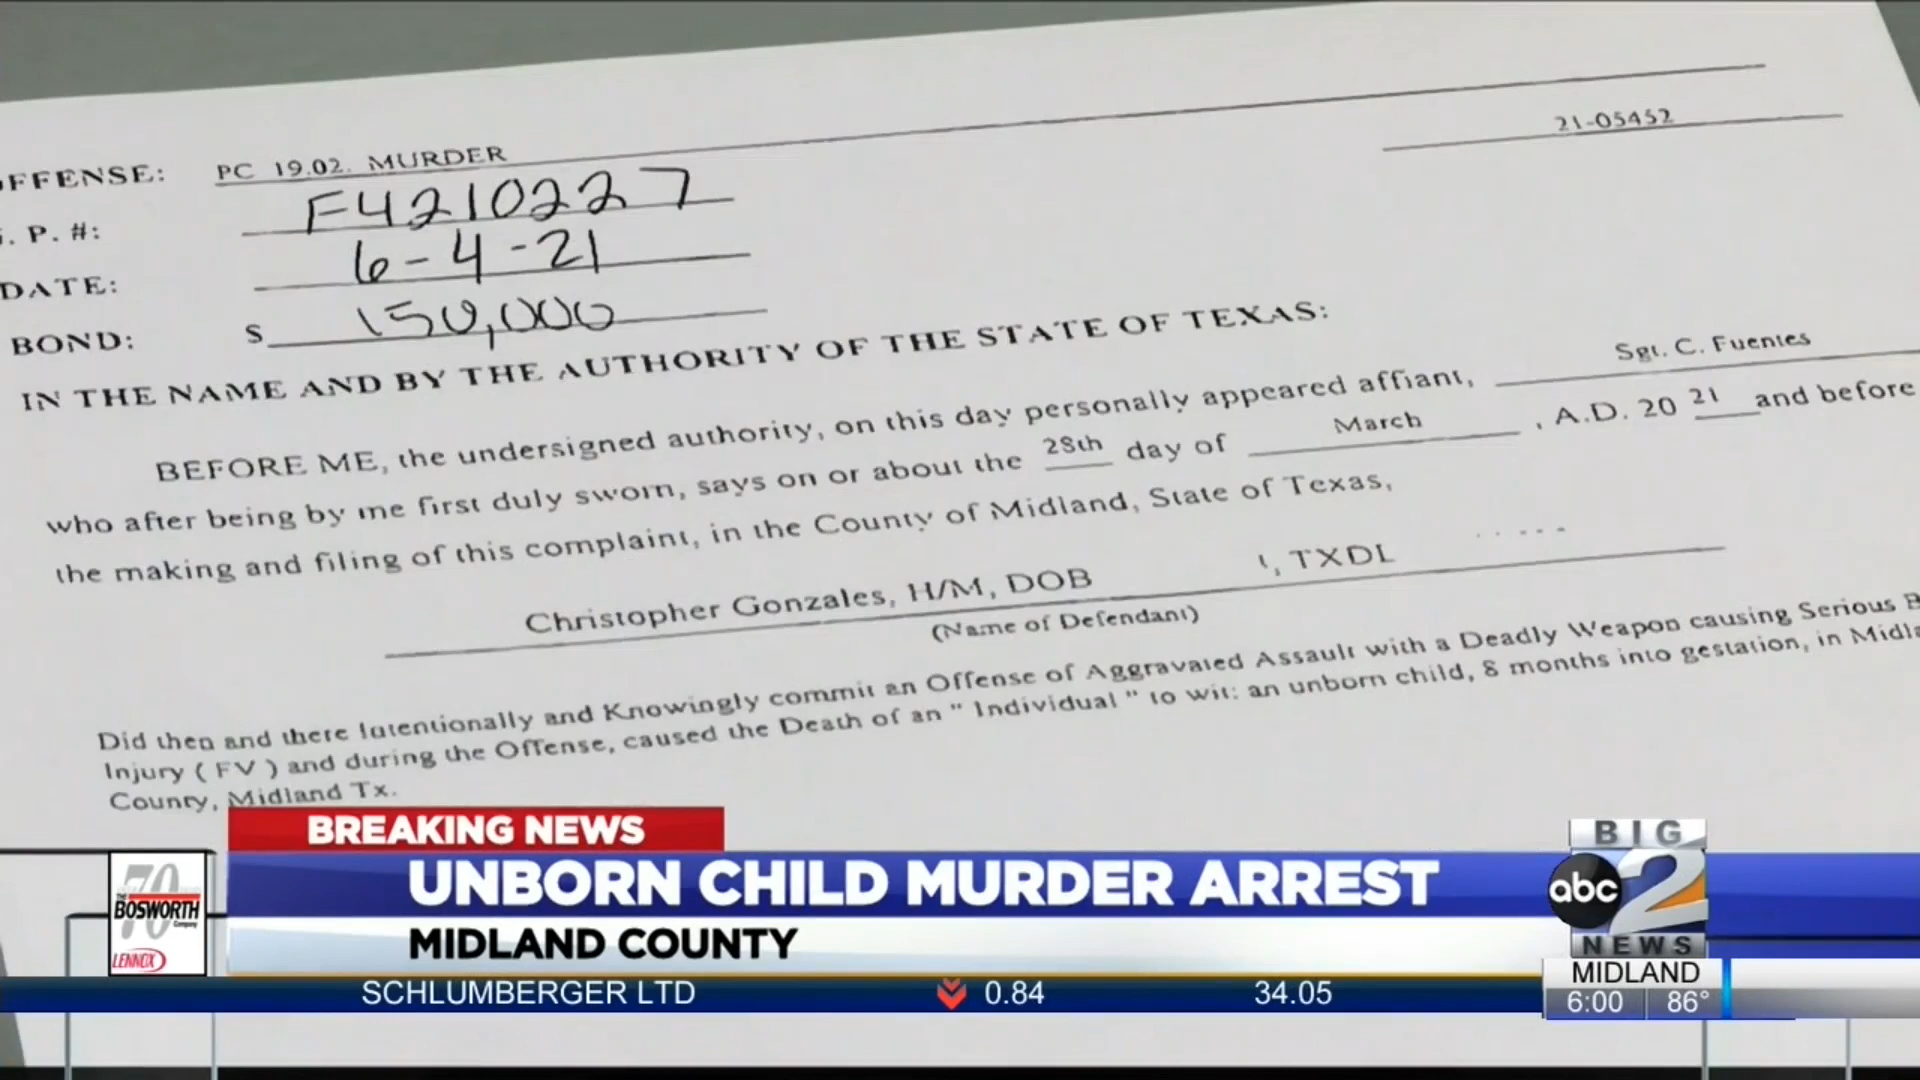 21-05452
FFENSE: PC 19.02. MURDER
. P. #: F4210227
DATE: 6-4-21
BOND: $ 150,000
IN THE NAME AND BY THE AUTHORITY OF THE STATE OF TEXAS:
BEFORE ME, the undersigned authority, on this day personally appeared affiant, Sgt. C. Fuentes
who after being by me first duly sworn, says on or about the 28th day of March, A.D. 20 21 and before
the making and filing of this complaint, in the County of Midland, State of Texas,
Christopher Gonzales, H/M, DOB , TXDL
(Name of Defendant)
Did then and there Intentionally and Knowingly commit an Offense of Aggravated Assault with a Deadly Weapon causing Serious B
Injury ( FV ) and during the Offense, caused the Death of an " Individual " to wit: an unborn child, 8 months into gestation, in Midla
County, Midland Tx.
BREAKING NEWS
UNBORN CHILD MURDER ARREST
MIDLAND COUNTY
70
THE BOSWORTH
Company
LENNOX
BIG
abc 2
NEWS
SCHLUMBERGER LTD 0.84 34.05
MIDLAND
6:00 86°